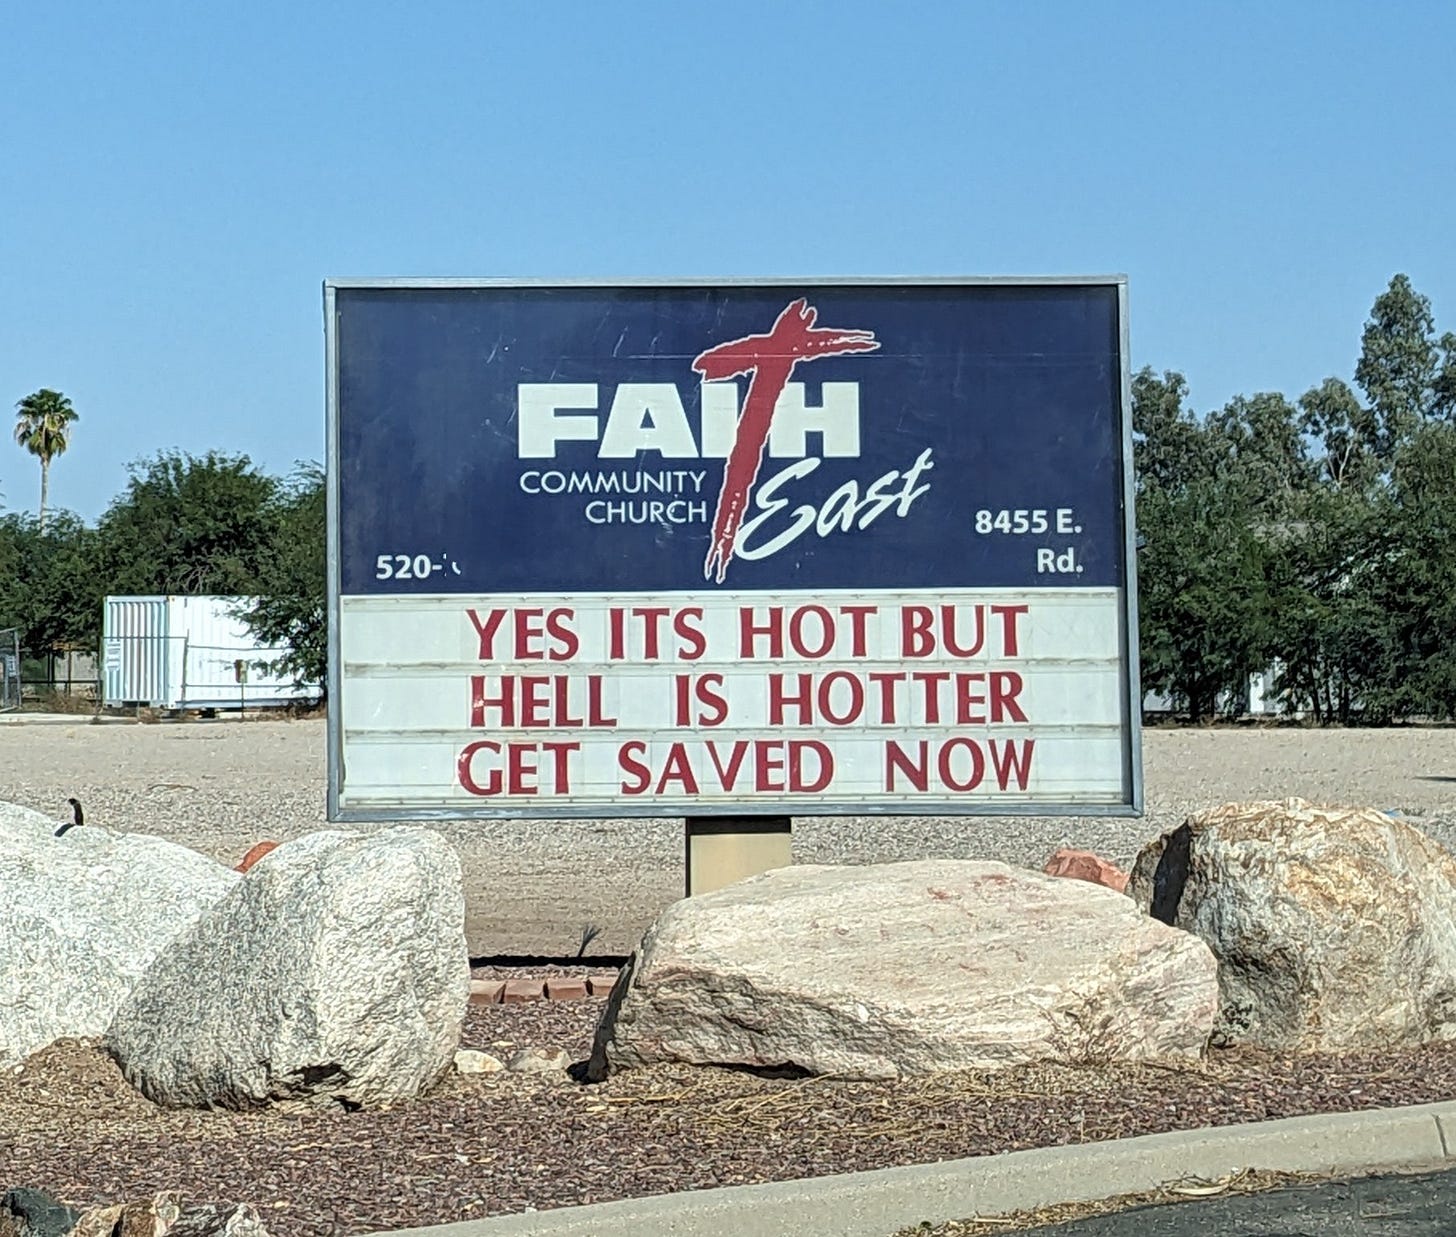 FAITH
COMMUNITY
CHURCH
East
8455 E.
Rd.
520-
YES ITS HOT BUT
HELL IS HOTTER
GET SAVED NOW